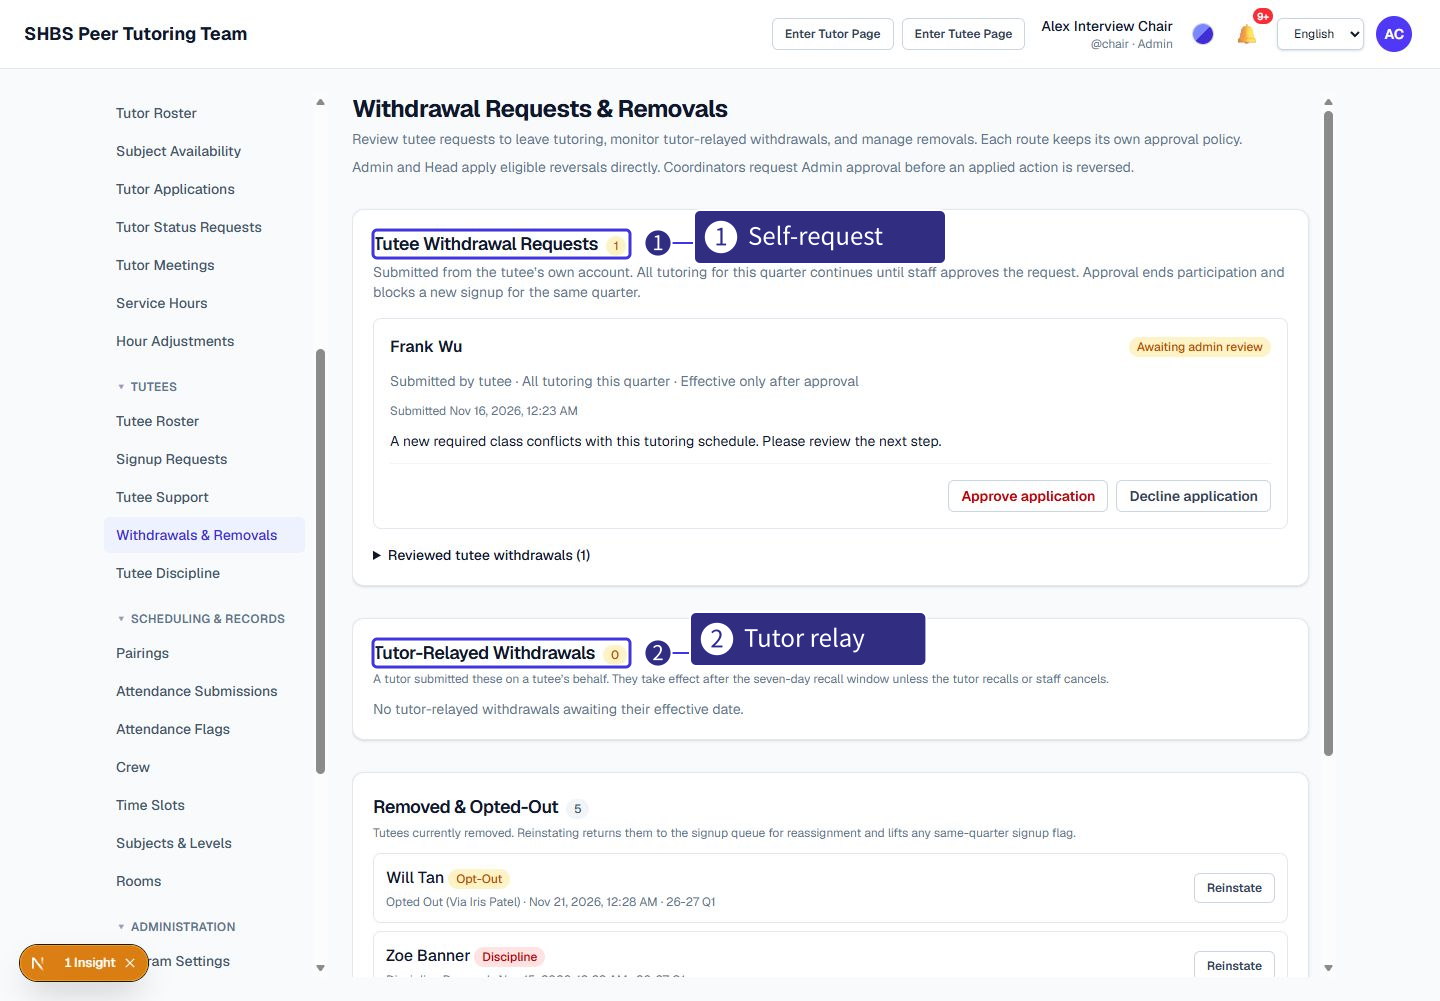 SHBS Peer Tutoring Team
Enter Tutor Page
Enter Tutee Page
Alex Interview Chair
@chair · Admin
9+
English
AC
Tutor Roster
Subject Availability
Tutor Applications
Tutor Status Requests
Tutor Meetings
Service Hours
Hour Adjustments
TUTEES
Tutee Roster
Signup Requests
Tutee Support
Withdrawals & Removals
Tutee Discipline
SCHEDULING & RECORDS
Pairings
Attendance Submissions
Attendance Flags
Crew
Time Slots
Subjects & Levels
Rooms
ADMINISTRATION
ram Settings
1 Insight
Withdrawal Requests & Removals
Review tutee requests to leave tutoring, monitor tutor-relayed withdrawals, and manage removals. Each route keeps its own approval policy.
Admin and Head apply eligible reversals directly. Coordinators request Admin approval before an applied action is reversed.
Tutee Withdrawal Requests 1
1
1 Self-request
Submitted from the tutee's own account. All tutoring for this quarter continues until staff approves the request. Approval ends participation and
blocks a new signup for the same quarter.
Frank Wu
Awaiting admin review
Submitted by tutee · All tutoring this quarter · Effective only after approval
Submitted Nov 16, 2026, 12:23 AM
A new required class conflicts with this tutoring schedule. Please review the next step.
Approve application
Decline application
Reviewed tutee withdrawals (1)
Tutor-Relayed Withdrawals 0
2
2 Tutor relay
A tutor submitted these on a tutee's behalf. They take effect after the seven-day recall window unless the tutor recalls or staff cancels.
No tutor-relayed withdrawals awaiting their effective date.
Removed & Opted-Out 5
Tutees currently removed. Reinstating returns them to the signup queue for reassignment and lifts any same-quarter signup flag.
Will Tan Opt-Out
Opted Out (Via Iris Patel) · Nov 21, 2026, 12:28 AM · 26-27 Q1
Reinstate
Zoe Banner Discipline
Reinstate